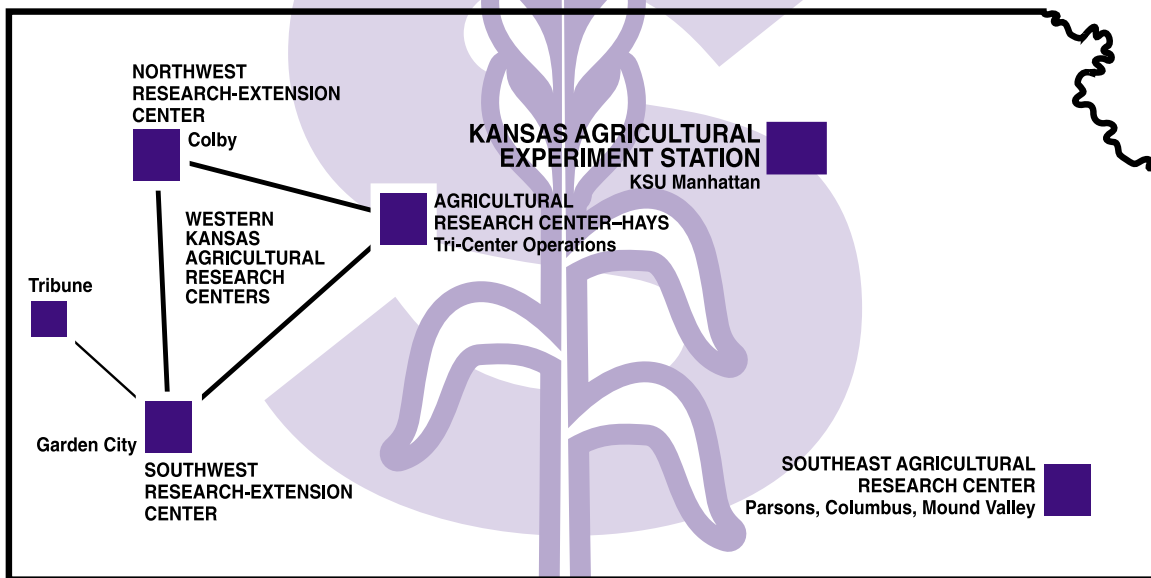 NORTHWEST
RESEARCH-EXTENSION
CENTER
Colby
KANSAS AGRICULTURAL
EXPERIMENT STATION
KSU Manhattan
AGRICULTURAL
RESEARCH CENTER–HAYS
Tri-Center Operations
WESTERN
KANSAS
AGRICULTURAL
RESEARCH
CENTERS
Tribune
Garden City
SOUTHWEST
RESEARCH-EXTENSION
CENTER
SOUTHEAST AGRICULTURAL
RESEARCH CENTER
Parsons, Columbus, Mound Valley